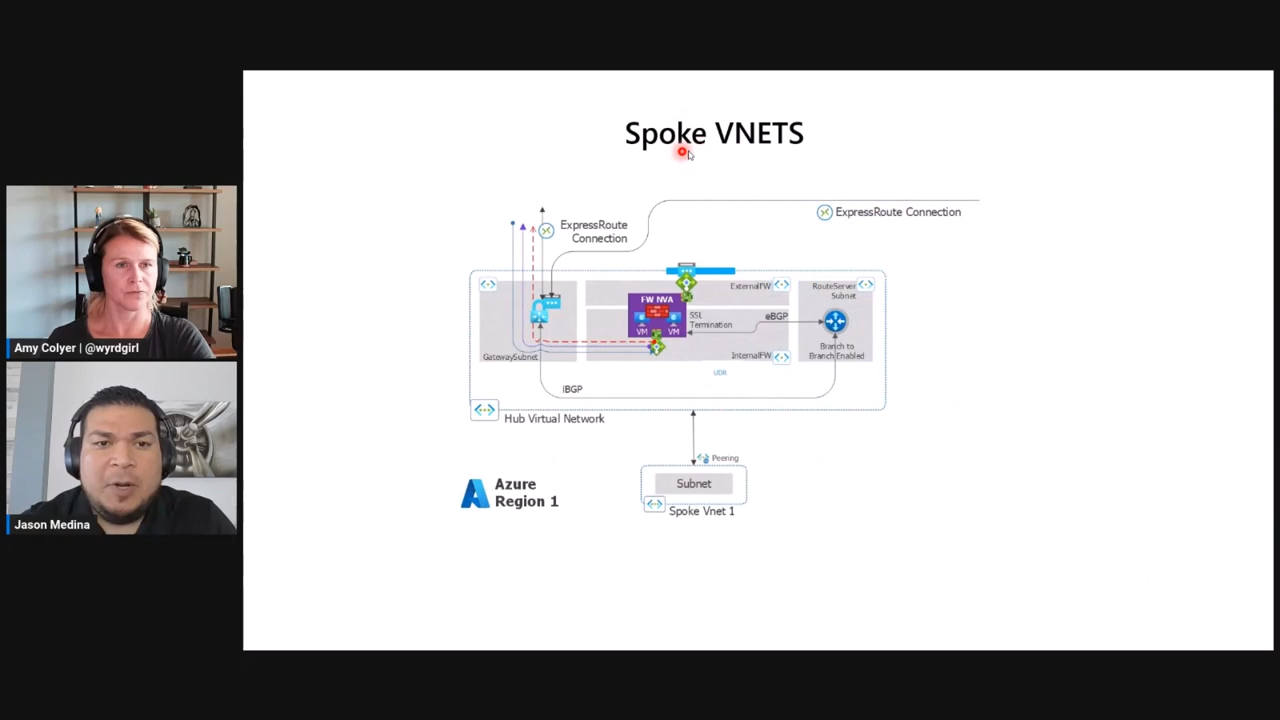 Spoke VNETS
ExpressRoute
Connection
ExpressRoute Connection
ExternalFW
RouteServer
Subnet
FW NVA
VM VM
SSL
Termination
eBGP
Branch to
Branch Enabled
GatewaySubnet
InternalFW
UDR
iBGP
Hub Virtual Network
Peering
Azure
Region 1
Subnet
Spoke Vnet 1
Amy Colyer | @wyrdgirl
Jason Medina